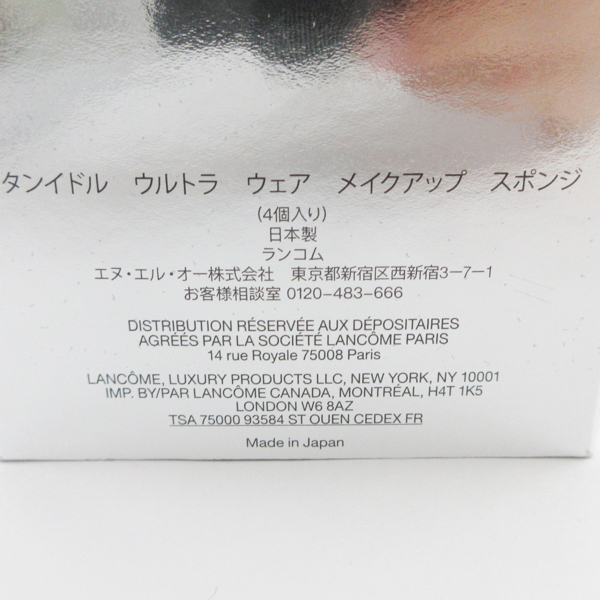 タンイドル　ウルトラ　ウェア　メイクアップ　スポンジ
(4個入り)
日本製
ランコム
エヌ・エル・オー株式会社　東京都新宿区西新宿3-7-1
お客様相談室 0120-483-666
DISTRIBUTION RÉSERVÉE AUX DÉPOSITAIRES
AGRÉÉS PAR LA SOCIÉTÉ LANCÔME PARIS
14 rue Royale 75008 Paris
LANCÔME, LUXURY PRODUCTS LLC, NEW YORK, NY 10001
IMP. BY/PAR LANCÔME CANADA, MONTRÉAL, H4T 1K5
LONDON W6 8AZ
TSA 75000 93584 ST OUEN CEDEX FR
Made in Japan